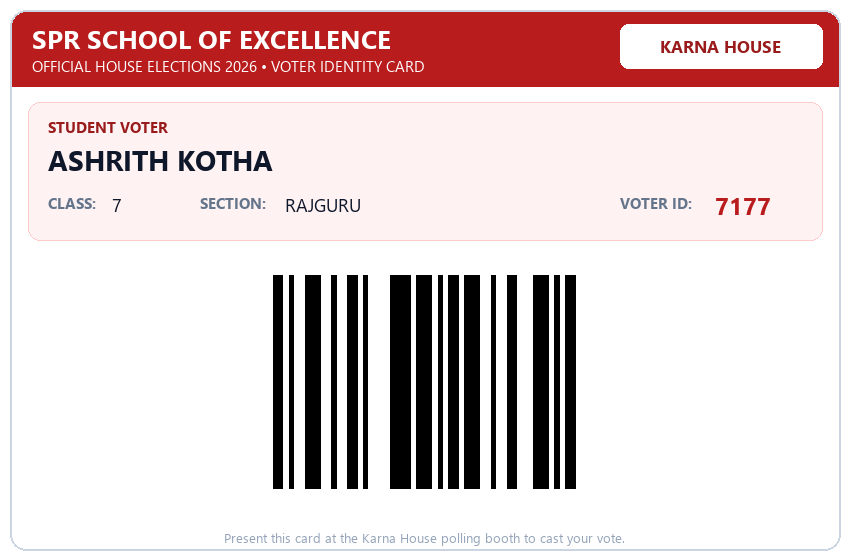 SPR SCHOOL OF EXCELLENCE
OFFICIAL HOUSE ELECTIONS 2026 • VOTER IDENTITY CARD
KARNA HOUSE
STUDENT VOTER
ASHRITH KOTHA
CLASS: 7 SECTION: RAJGURU VOTER ID: 7177
Present this card at the Karna House polling booth to cast your vote.